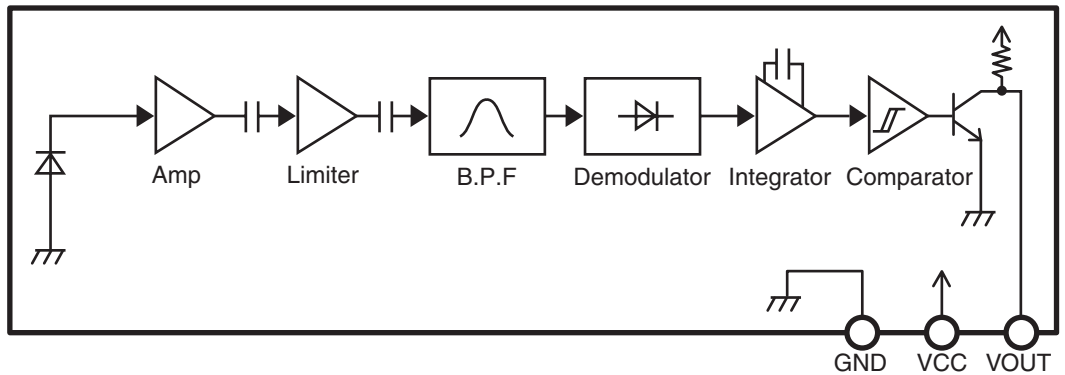 Amp
Limiter
B.P.F
Demodulator
Integrator
Comparator
GND
VCC
VOUT